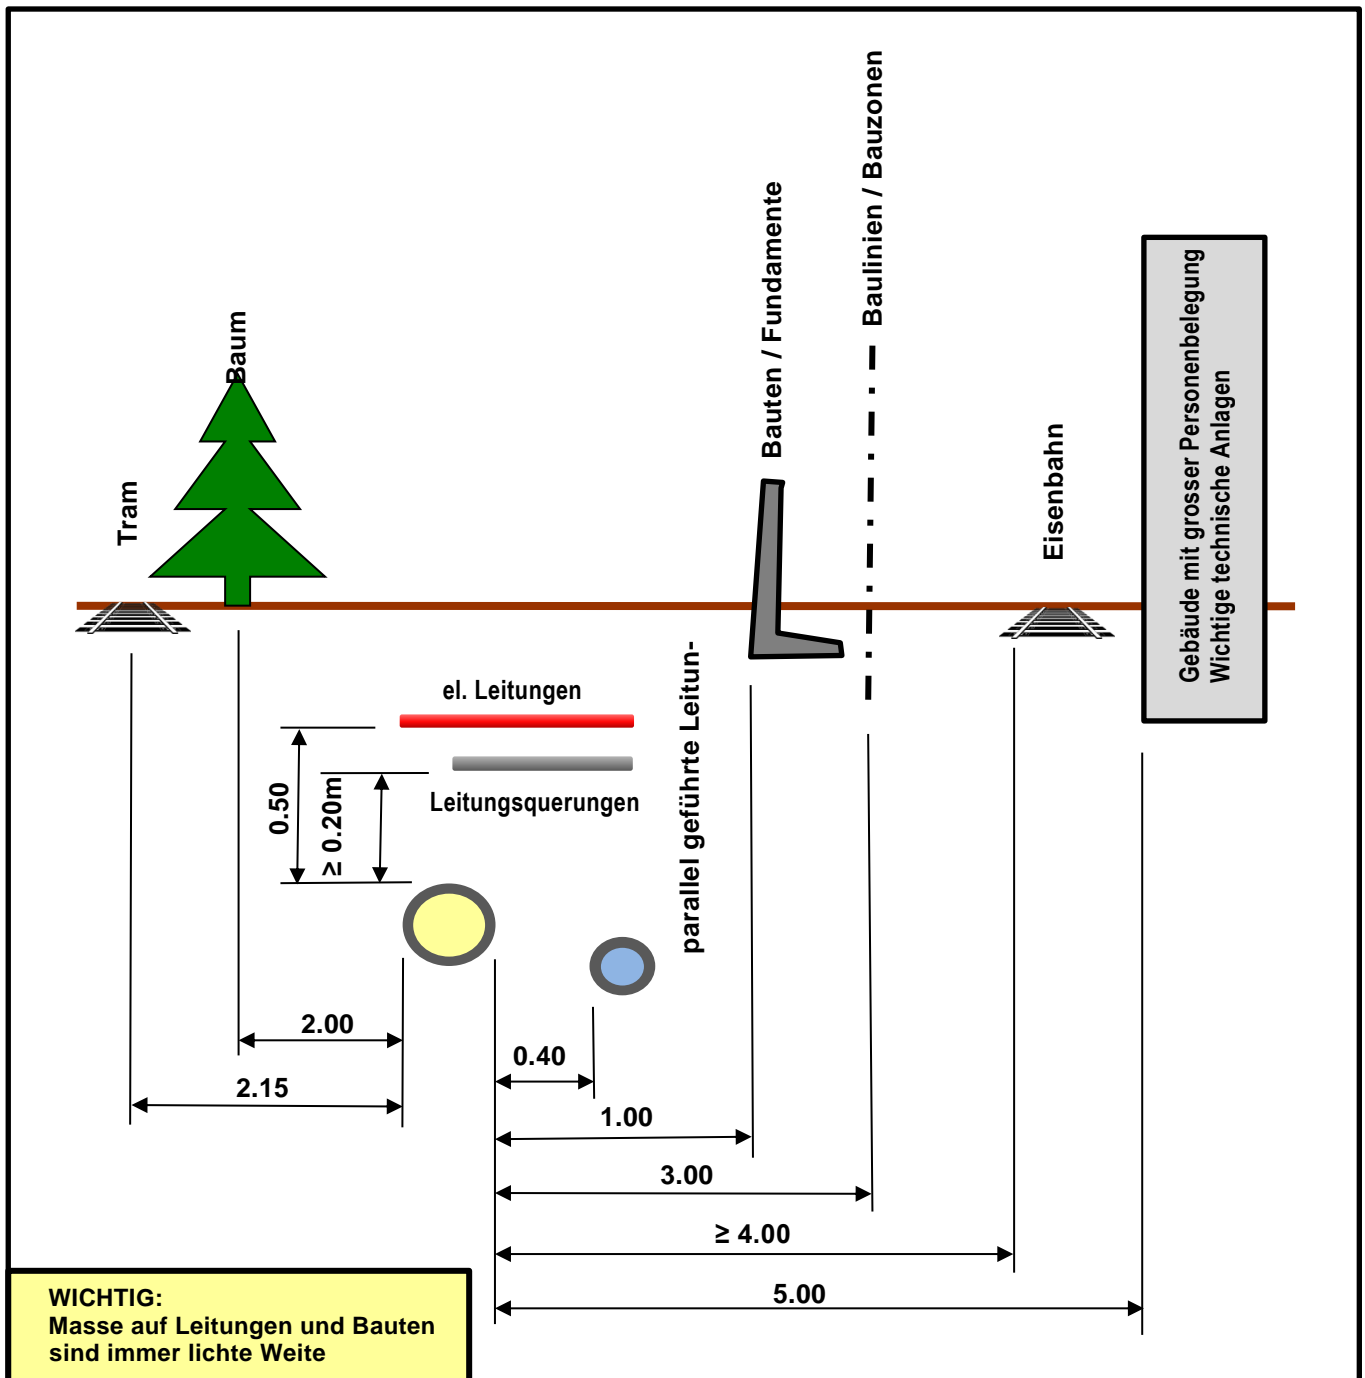 Baulinien / Bauzonen
Bauten / Fundamente
Baum
Tram
Eisenbahn
Gebäude mit grosser Personenbelegung
Wichtige technische Anlagen
el. Leitungen
Leitungsquerungen
parallel geführte Leitun-
0.50
≥ 0.20m
2.00
0.40
2.15
1.00
3.00
≥ 4.00
5.00
WICHTIG:
Masse auf Leitungen und Bauten
sind immer lichte Weite